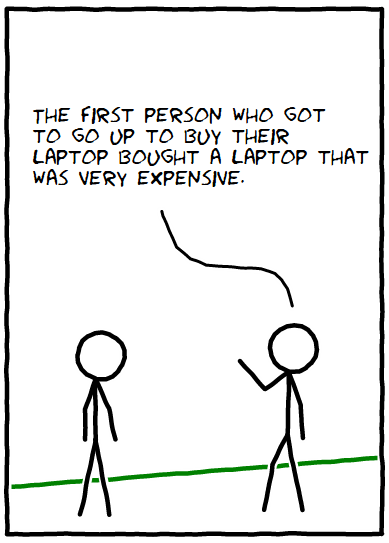 THE FIRST PERSON WHO GOT
TO GO UP TO BUY THEIR
LAPTOP BOUGHT A LAPTOP THAT
WAS VERY EXPENSIVE.